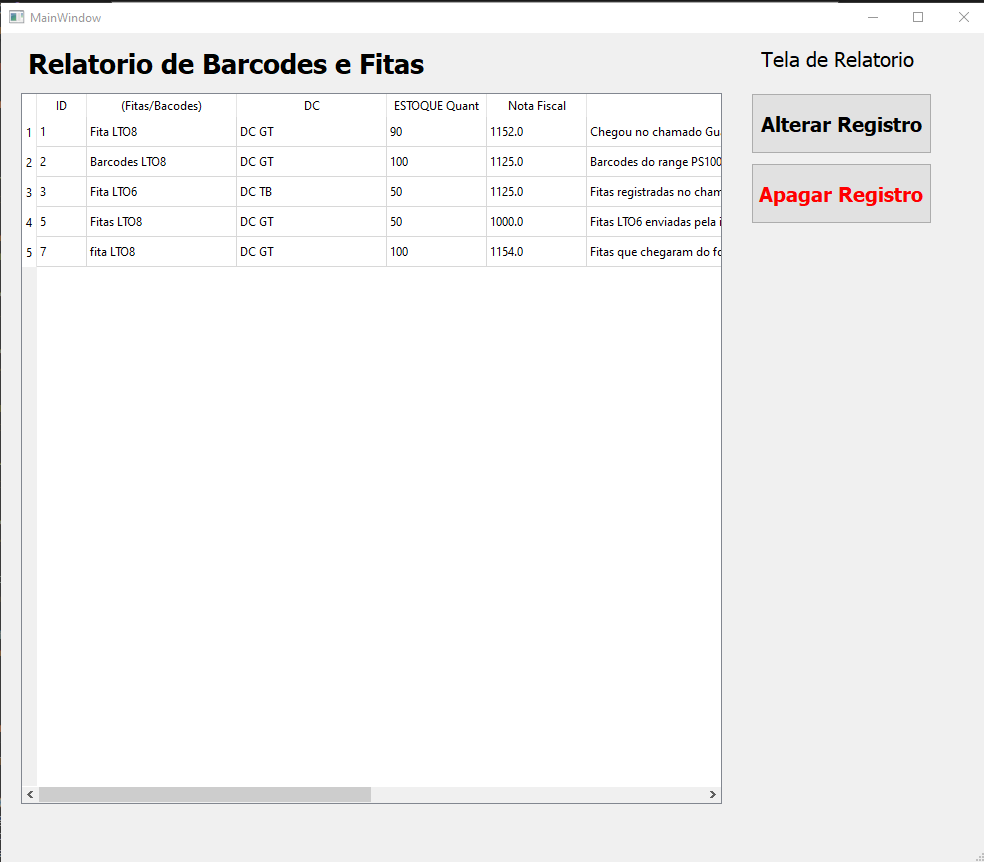 MainWindow
Relatorio de Barcodes e Fitas
Tela de Relatorio
ID (Fitas/Bacodes) DC ESTOQUE Quant Nota Fiscal
1 1 Fita LTO8 DC GT 90 1152.0 Chegou no chamado Gu
2 2 Barcodes LTO8 DC GT 100 1125.0 Barcodes do range PS100
3 3 Fita LTO6 DC TB 50 1125.0 Fitas registradas no cham
4 5 Fitas LTO8 DC GT 50 1000.0 Fitas LTO6 enviadas pela i
5 7 fita LTO8 DC GT 100 1154.0 Fitas que chegaram do fo
Alterar Registro
Apagar Registro